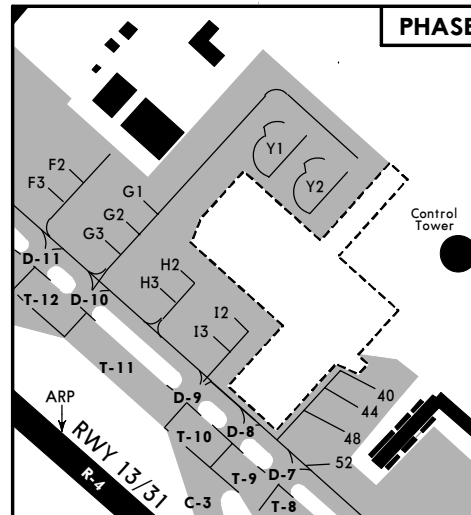 PHASE
Y1
F2
F3
Y2
G1
G2
G3
Control
Tower
D-11
H2
H3
T-12
D-10
I2
I3
T-11
D-9
40
ARP
44
RWY 13/31
T-10
D-8
48
52
R-4
T-9
D-7
C-3
T-8